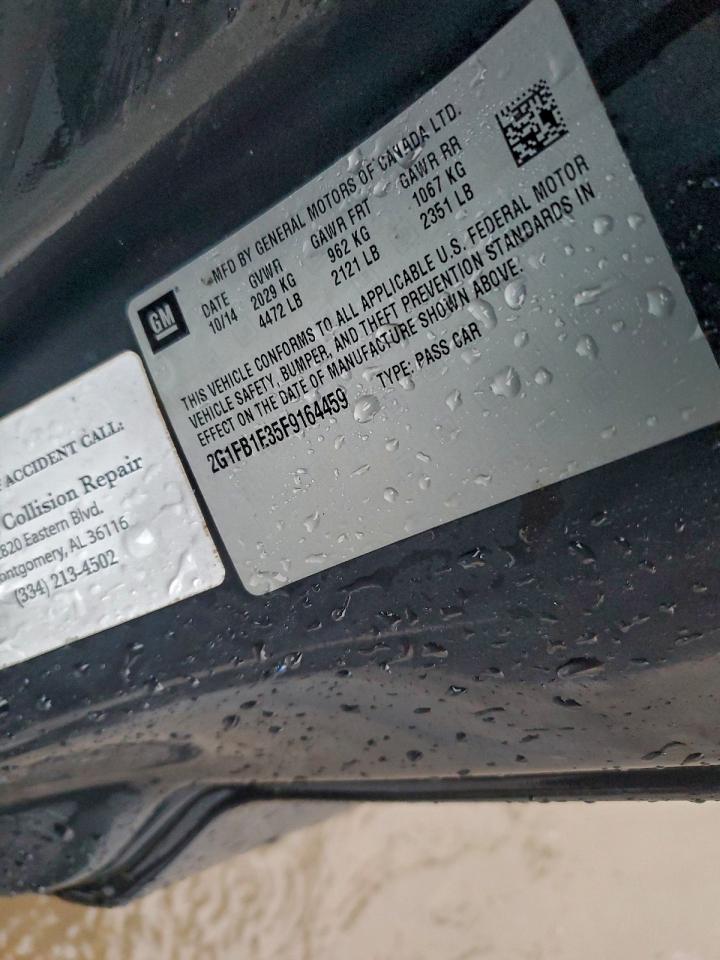 GM
MFD BY GENERAL MOTORS OF CANADA LTD.
DATE GVWR GAWR FRT GAWR RR
10/14 2029 KG 962 KG 1067 KG
4472 LB 2121 LB 2351 LB
THIS VEHICLE CONFORMS TO ALL APPLICABLE U.S. FEDERAL MOTOR
VEHICLE SAFETY, BUMPER, AND THEFT PREVENTION STANDARDS IN
EFFECT ON THE DATE OF MANUFACTURE SHOWN ABOVE.
2G1FB1E35F9164459 TYPE: PASS CAR
ACCIDENT CALL:
Collision Repair
820 Eastern Blvd.
ontgomery, AL 36116
(334) 213-4502